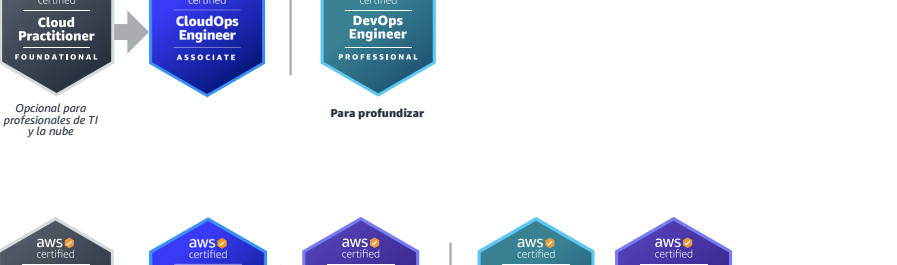 certified
Cloud
Practitioner
FOUNDATIONAL
certified
CloudOps
Engineer
ASSOCIATE
certified
DevOps
Engineer
PROFESSIONAL
Opcional para
profesionales de TI
y la nube
Para profundizar
aws
certified
aws
certified
aws
certified
aws
certified
aws
certified